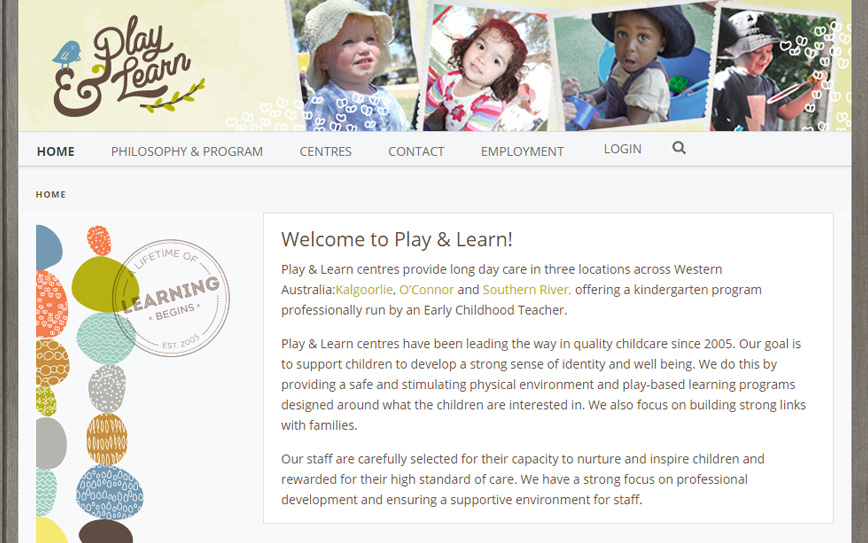 Play
& Learn
HOME PHILOSOPHY & PROGRAM CENTRES CONTACT EMPLOYMENT LOGIN
HOME
A LIFETIME OF
LEARNING
BEGINS
EST. 2005
Welcome to Play & Learn!
Play & Learn centres provide long day care in three locations across Western
Australia:Kalgoorlie, O'Connor and Southern River, offering a kindergarten program
professionally run by an Early Childhood Teacher.
Play & Learn centres have been leading the way in quality childcare since 2005. Our goal is
to support children to develop a strong sense of identity and well being. We do this by
providing a safe and stimulating physical environment and play-based learning programs
designed around what the children are interested in. We also focus on building strong links
with families.
Our staff are carefully selected for their capacity to nurture and inspire children and
rewarded for their high standard of care. We have a strong focus on professional
development and ensuring a supportive environment for staff.